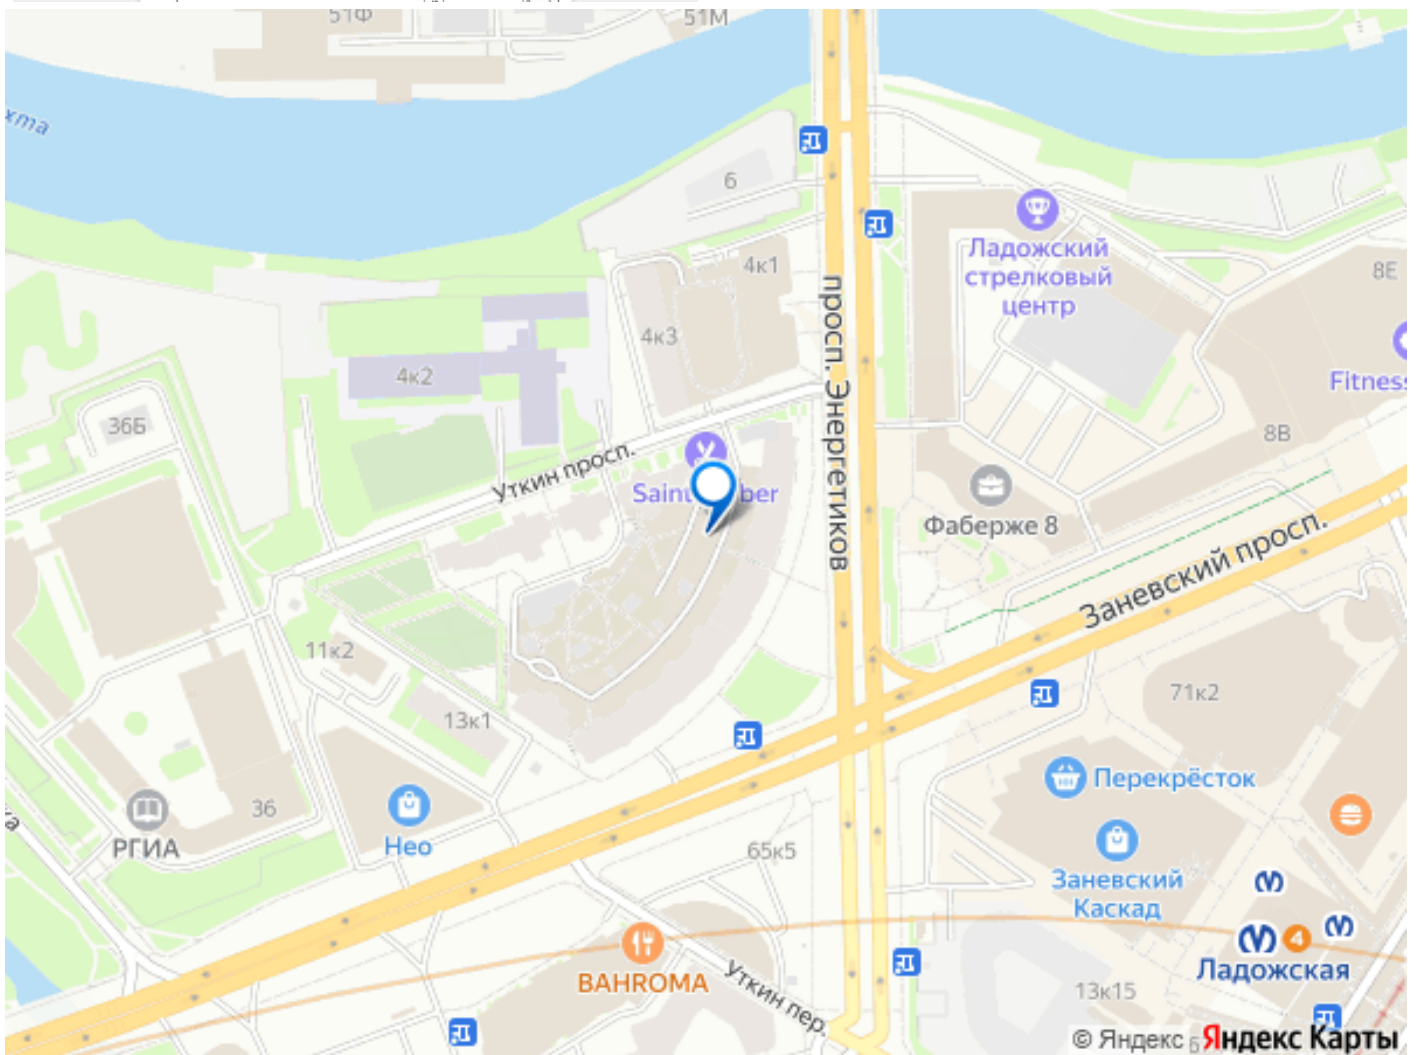 51Ф
51М
хта
6
Ладожский
стрелковый
центр
8Е
4к1
4к3
просп. Энергетиков
4к2
Fitness
36Б
8В
Уткин просп.
Фаберже 8
Заневский просп.
11к2
71к2
13к1
Перекрёсток
36
РГИА
Нео
65к5
Заневский
Каскад
4
Ладожская
BAHROMA
Уткин пер.
13к15
© Яндекс Яндекс Карты